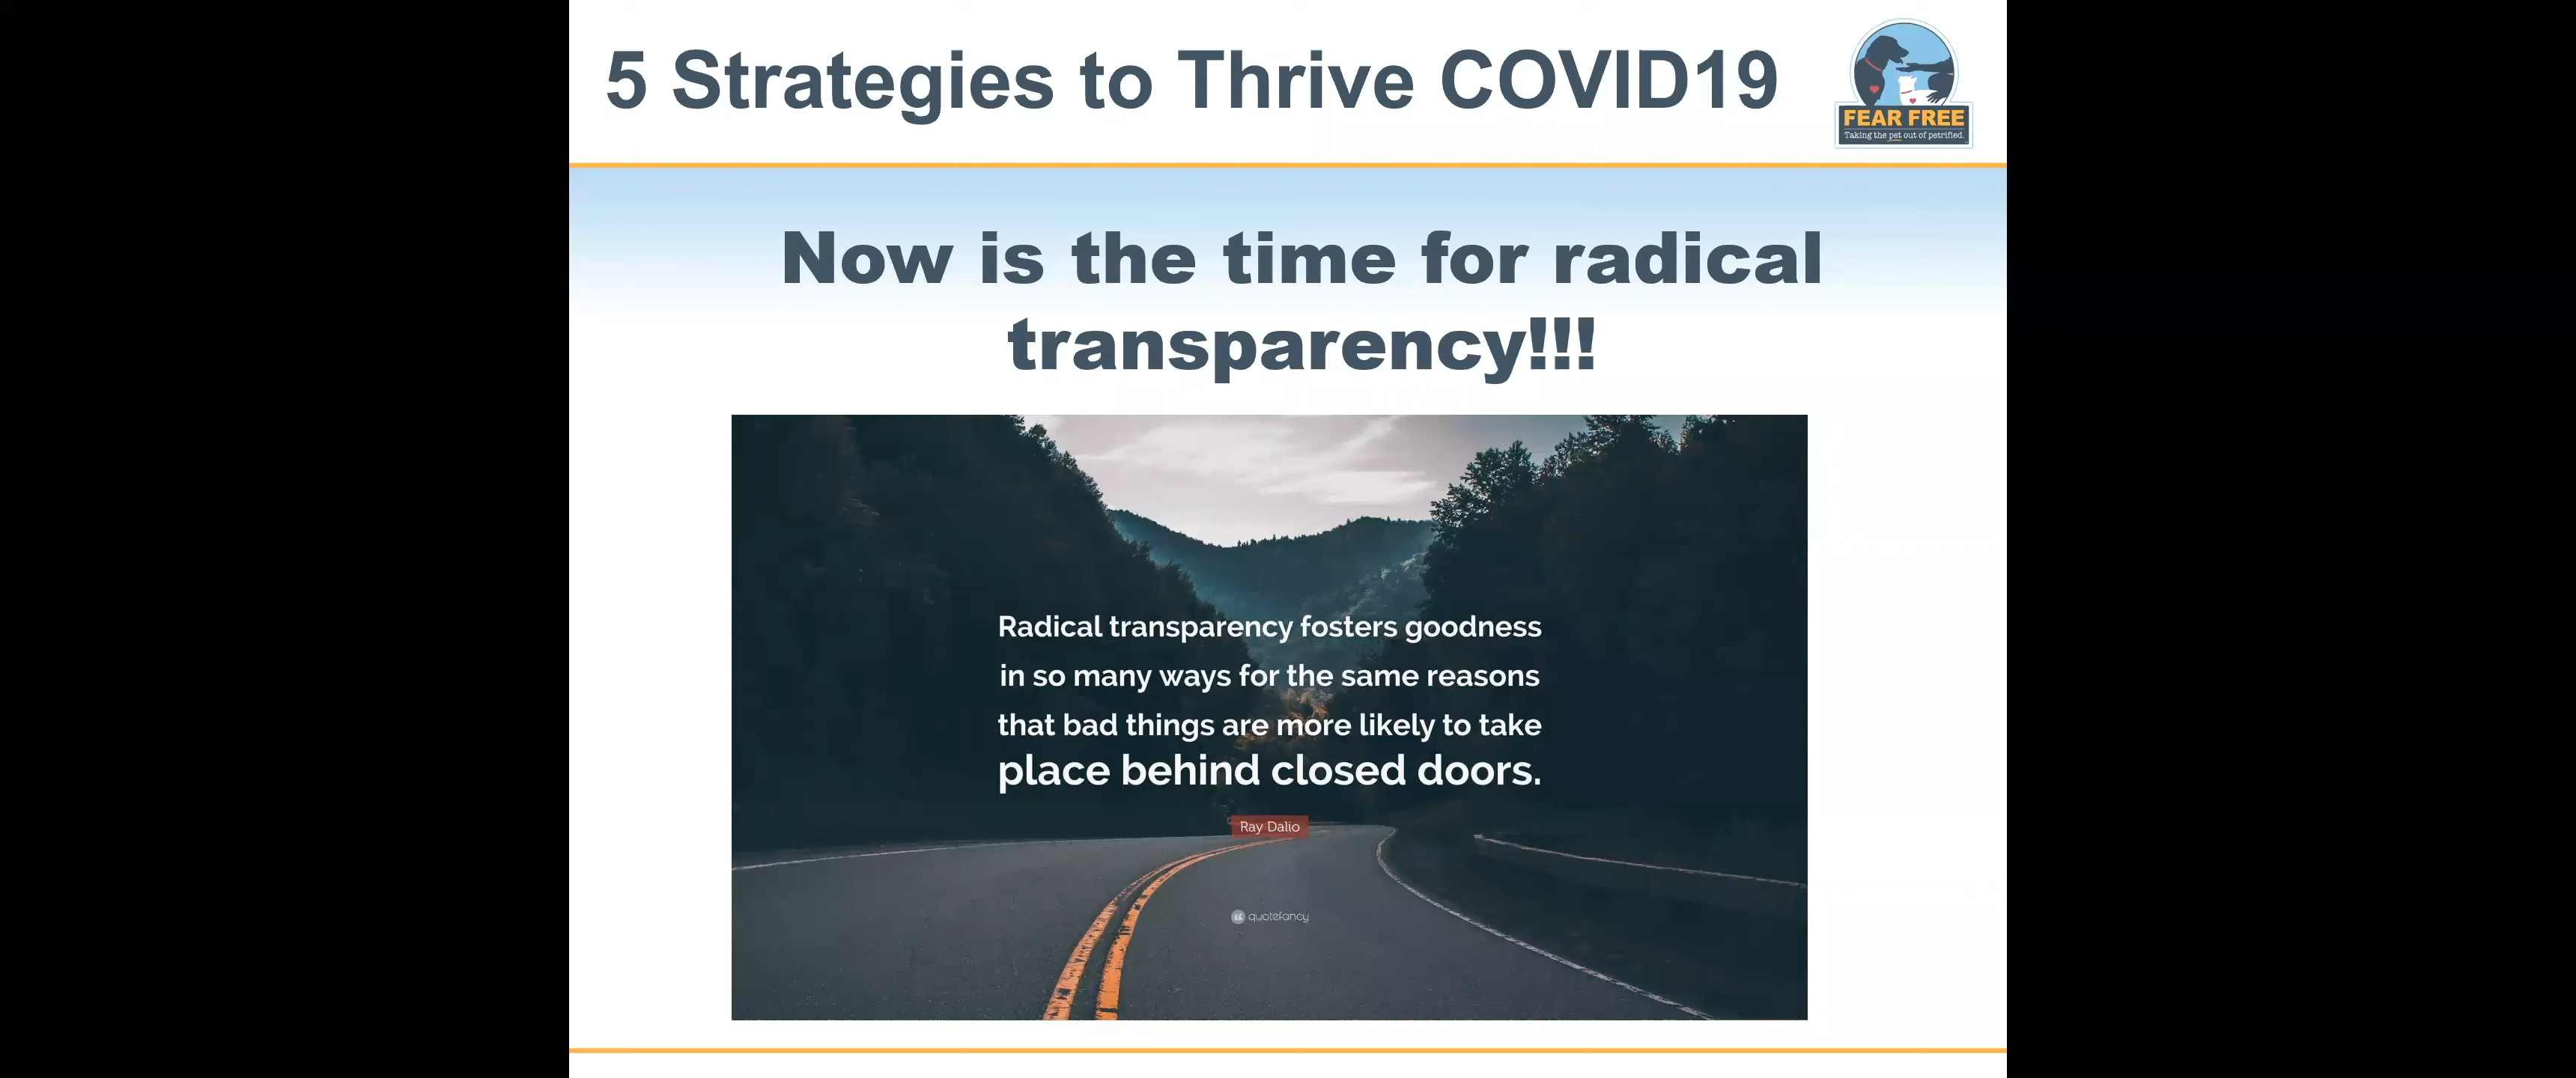 5 Strategies to Thrive COVID19
FEAR FREE
Taking the pet out of petrified.
Now is the time for radical
transparency!!!
Radical transparency fosters goodness
in so many ways for the same reasons
that bad things are more likely to take
place behind closed doors.
Ray Dalio
quotefancy